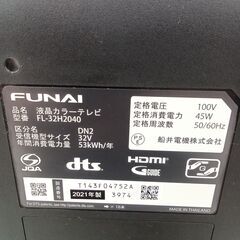 FUNAI
品名 液晶カラーテレビ
型番 FL-32H2040
定格電圧 100V
定格消費電力 45W
定格周波数 50/60Hz
区分 DN2
受信機型サイズ 32V
年間消費電力量 53kWh/年
船井電機株式会社
JQA
dts
HDMI
G GUIDE
T143F04752A
2021年製 3974
MADE IN THAILAND